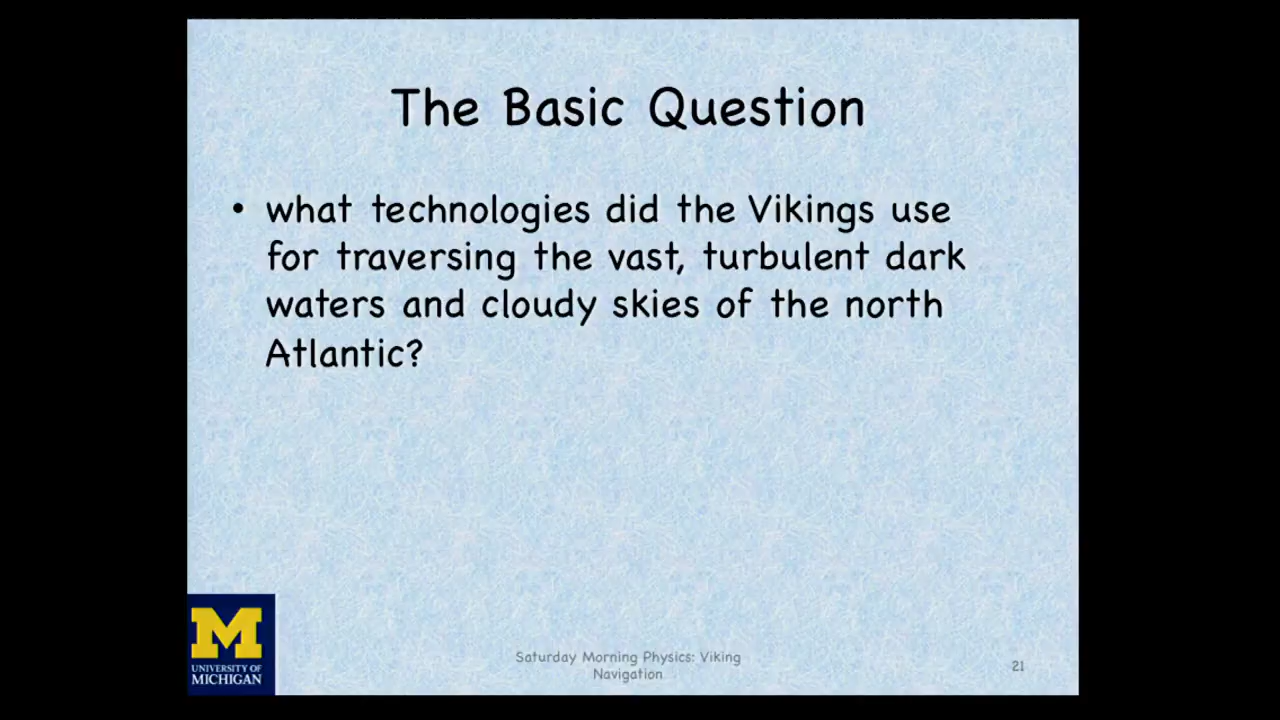 The Basic Question
• what technologies did the Vikings use
for traversing the vast, turbulent dark
waters and cloudy skies of the north
Atlantic?
M
UNIVERSITY OF
MICHIGAN
Saturday Morning Physics: Viking
Navigation
21